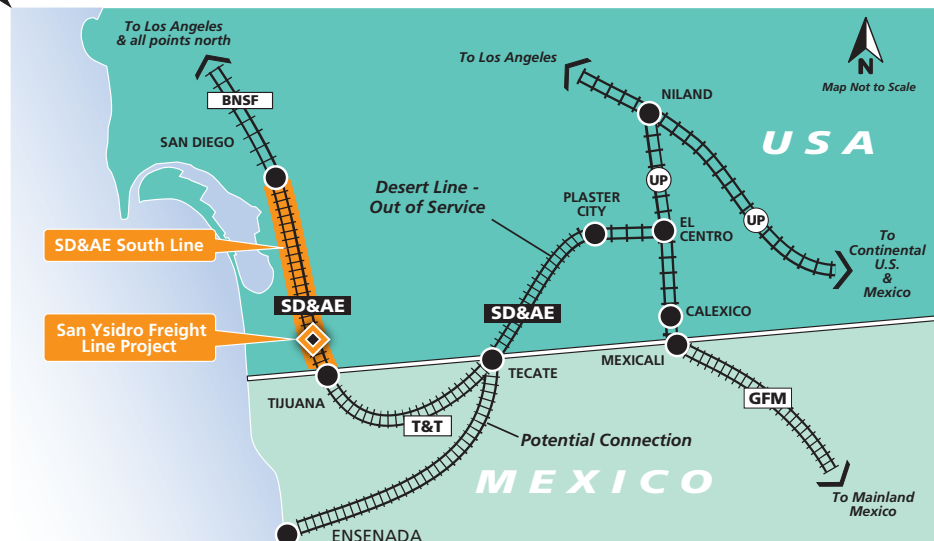 To Los Angeles
& all points north
BNSF
SAN DIEGO
To Los Angeles
NILAND
N
Map Not to Scale
USA
UP
UP
Desert Line -
Out of Service
PLASTER
CITY
EL
CENTRO
To
Continental
U.S.
&
Mexico
SD&AE South Line
SD&AE
SD&AE
CALEXICO
San Ysidro Freight
Line Project
MEXICALI
TECATE
TIJUANA
T&T
GFM
Potential Connection
MEXICO
To Mainland
Mexico
ENSENADA